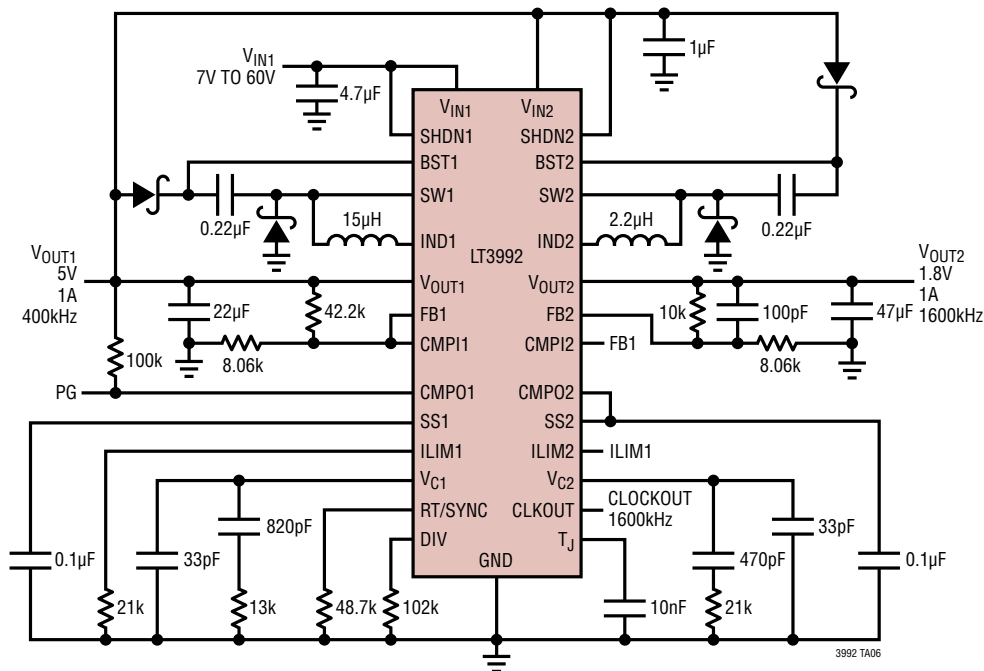 1µF
VIN1
7V TO 60V
4.7µF
VIN1
VIN2
SHDN1
SHDN2
BST1
BST2
SW1
SW2
0.22µF
15µH
2.2µH
0.22µF
IND1
IND2
LT3992
VOUT1
5V
1A
400kHz
VOUT1
VOUT2
VOUT2
1.8V
1A
1600kHz
22µF
42.2k
10k
100pF
47µF
FB1
FB2
100k
8.06k
CMPI1
CMPI2
FB1
8.06k
PG
CMPO1
CMPO2
SS1
SS2
ILIM1
ILIM2
ILIM1
VC1
VC2
RT/SYNC
CLKOUT
CLOCKOUT
1600kHz
820pF
33pF
DIV
TJ
0.1µF
33pF
GND
470pF
0.1µF
21k
13k
48.7k
102k
10nF
21k
3992 TA06